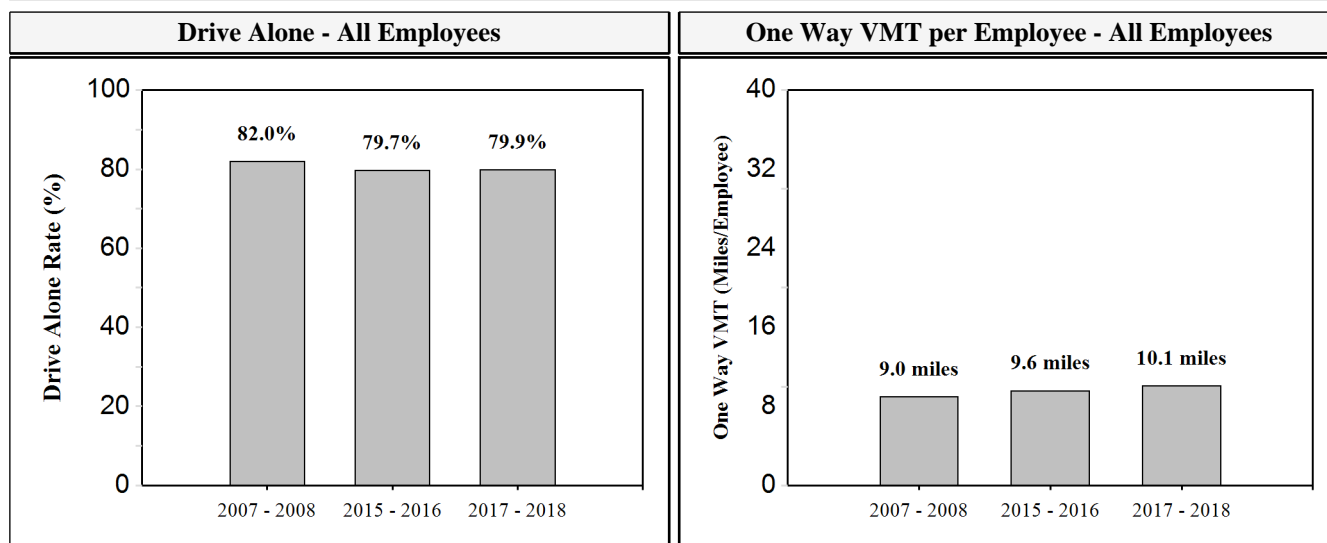 Drive Alone - All Employees
One Way VMT per Employee - All Employees
Drive Alone Rate (%)
100
80
60
40
20
0
82.0%
79.7%
79.9%
2007 - 2008
2015 - 2016
2017 - 2018
One Way VMT (Miles/Employee)
40
32
24
16
8
0
9.0 miles
9.6 miles
10.1 miles
2007 - 2008
2015 - 2016
2017 - 2018